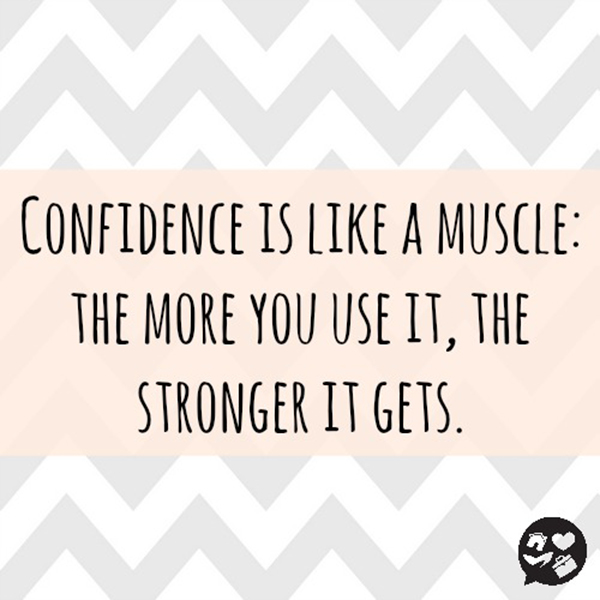 CONFIDENCE IS LIKE A MUSCLE:
THE MORE YOU USE IT, THE
STRONGER IT GETS.